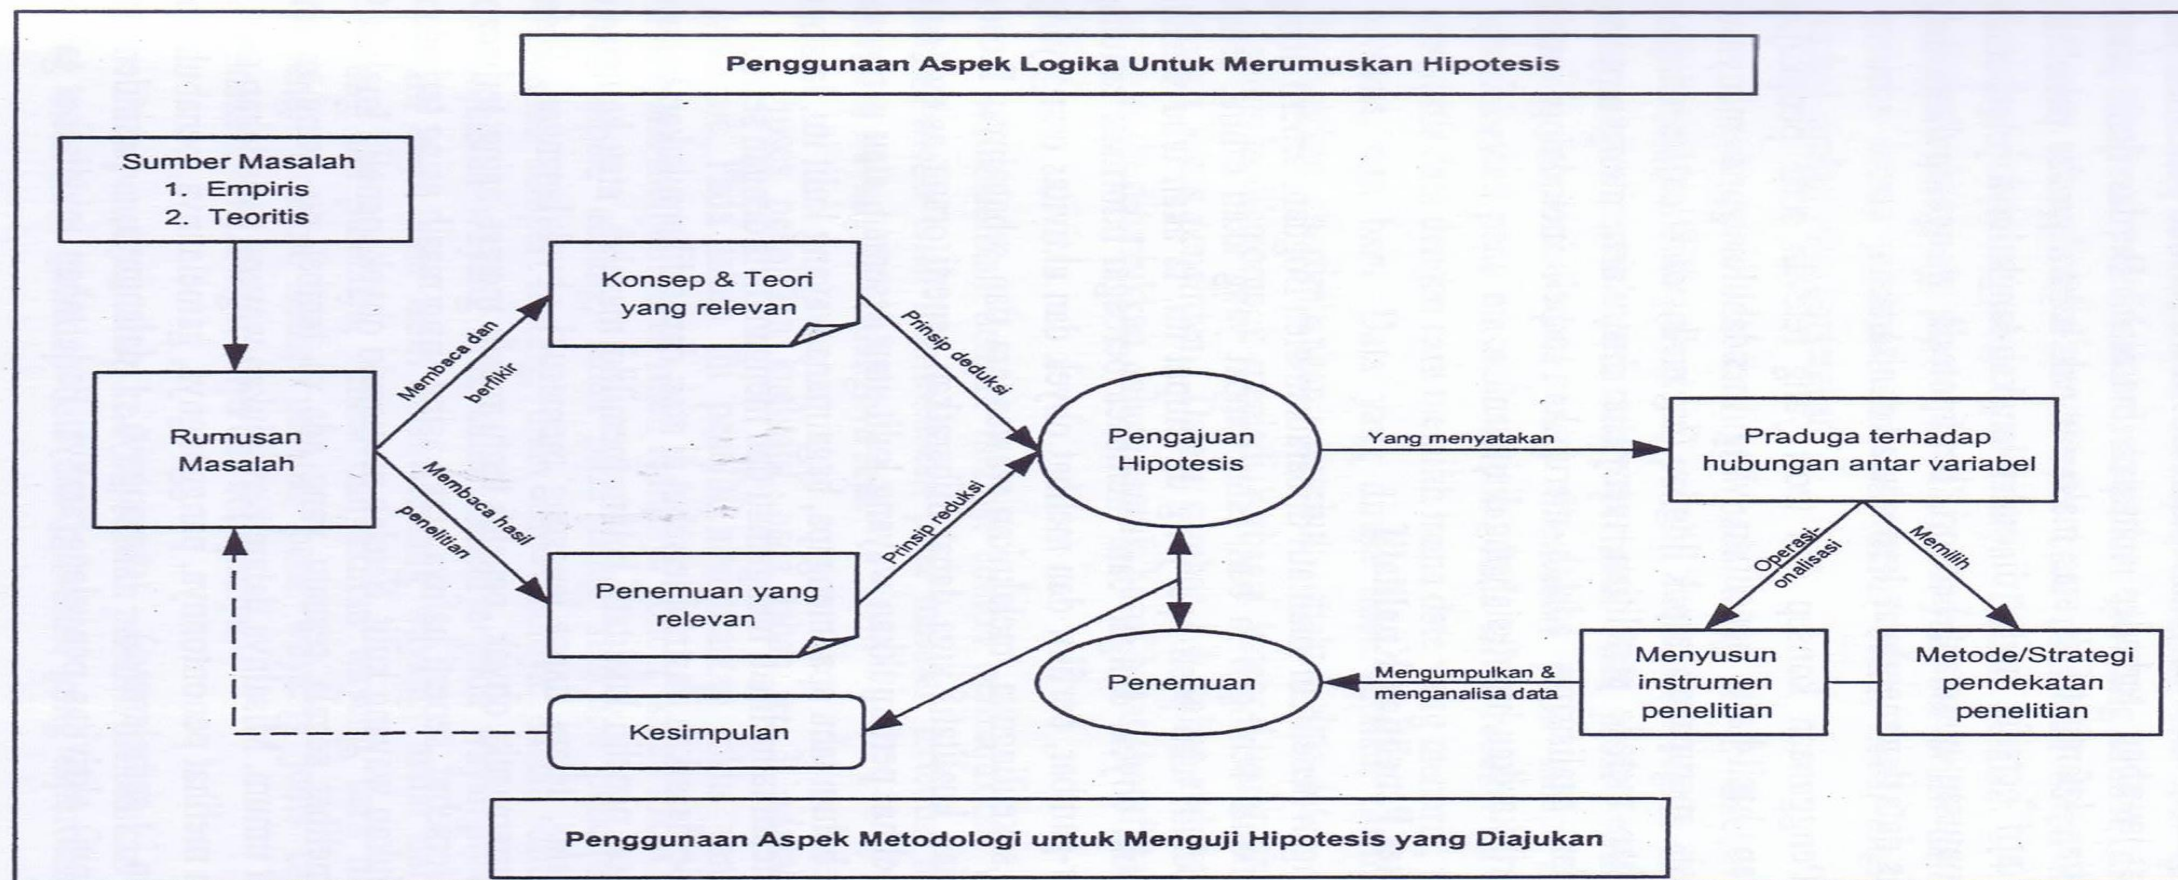 Penggunaan Aspek Logika Untuk Merumuskan Hipotesis
Sumber Masalah
1. Empiris
2. Teoritis
Konsep & Teori
yang relevan
Membaca dan
berfikir
Prinsip deduksi
Rumusan
Masalah
Pengajuan
Hipotesis
Yang menyatakan
Praduga terhadap
hubungan antar variabel
Membaca hasil
penelitian
Prinsip reduksi
Operasi-
onalisasi
Memilih
Penemuan yang
relevan
Penemuan
Mengumpulkan &
menganalisa data
Menyusun
instrumen
penelitian
Metode/Strategi
pendekatan
penelitian
Kesimpulan
Penggunaan Aspek Metodologi untuk Menguji Hipotesis yang Diajukan